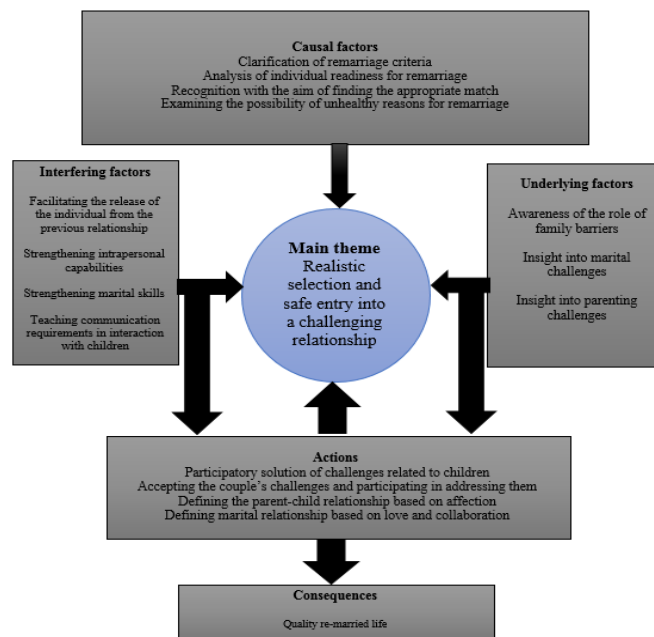 Causal factors
Clarification of remarriage criteria
Analysis of individual readiness for remarriage
Recognition with the aim of finding the appropriate match
Examining the possibility of unhealthy reasons for remarriage
Interfering factors
Facilitating the release of
the individual from the
previous relationship
Strengthening intrapersonal
capabilities
Strengthening marital skills
Teaching communication
requirements in interaction
with children
Main theme
Realistic
selection and
safe entry into
a challenging
relationship
Underlying factors
Awareness of the role of
family barriers
Insight into marital
challenges
Insight into parenting
challenges
Actions
Participatory solution of challenges related to children
Accepting the couple's challenges and participating in addressing them
Defining the parent-child relationship based on affection
Defining marital relationship based on love and collaboration
Consequences
Quality re-married life